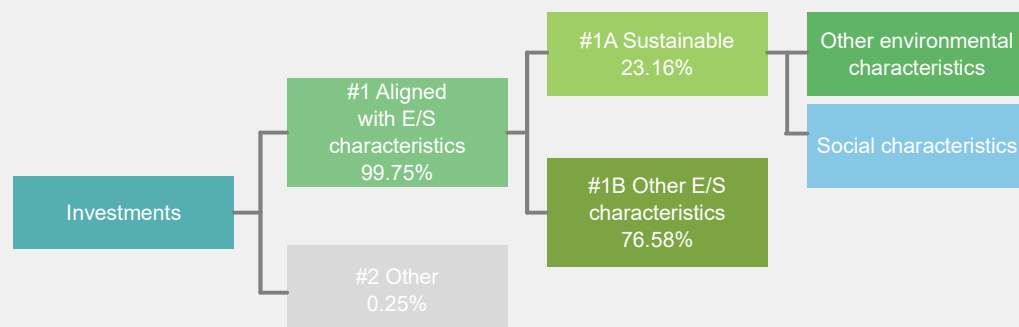 Investments
#1 Aligned
with E/S
characteristics
99.75%
#2 Other
0.25%
#1A Sustainable
23.16%
#1B Other E/S
characteristics
76.58%
Other environmental
characteristics
Social characteristics